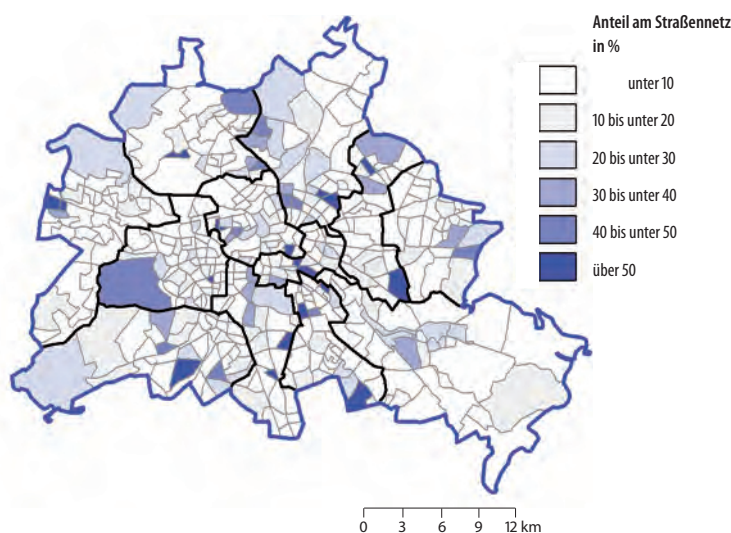 Anteil am Straßennetz
in %
unter 10
10 bis unter 20
20 bis unter 30
30 bis unter 40
40 bis unter 50
über 50
0 3 6 9 12 km